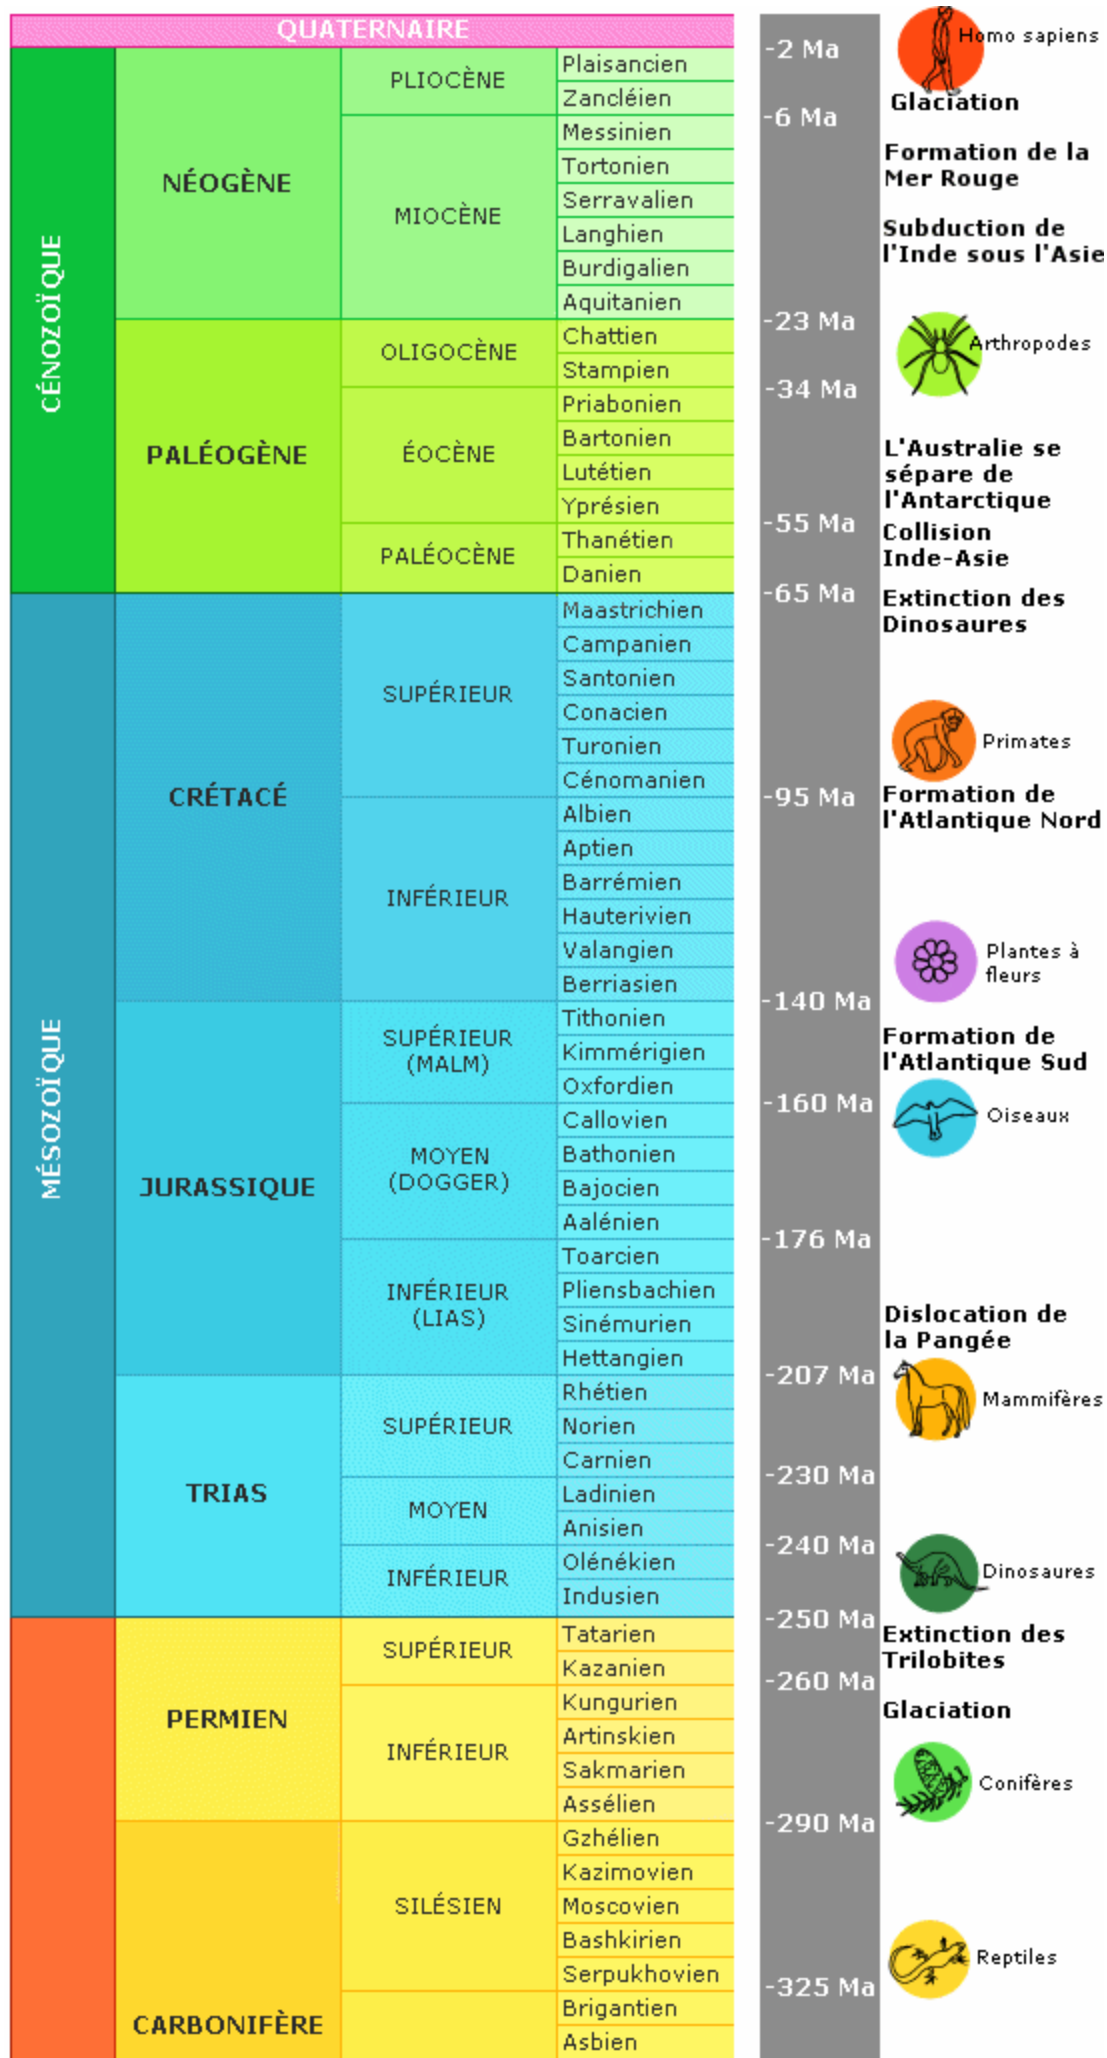 QUATERNAIRE
CÉNOZOÏQUE
NÉOGÈNE
PLIOCÈNE
Plaisancien
Zancléien
MIOCÈNE
Messinien
Tortonien
Serravalien
Langhien
Burdigalien
Aquitanien
PALÉOGÈNE
OLIGOCÈNE
Chattien
Stampien
ÉOCÈNE
Priabonien
Bartonien
Lutétien
Yprésien
PALÉOCÈNE
Thanétien
Danien
MÉSOZOÏQUE
CRÉTACÉ
SUPÉRIEUR
Maastrichien
Campanien
Santonien
Conacien
Turonien
Cénomanien
INFÉRIEUR
Albien
Aptien
Barrémien
Hauterivien
Valangien
Berriasien
JURASSIQUE
SUPÉRIEUR
(MALM)
Tithonien
Kimmérigien
Oxfordien
MOYEN
(DOGGER)
Callovien
Bathonien
Bajocien
Aalénien
INFÉRIEUR
(LIAS)
Toarcien
Pliensbachien
Sinémurien
Hettangien
TRIAS
SUPÉRIEUR
Rhétien
Norien
Carnien
MOYEN
Ladinien
Anisien
INFÉRIEUR
Olénékien
Indusien
PERMIEN
SUPÉRIEUR
Tatarien
Kazanien
INFÉRIEUR
Kungurien
Artinskien
Sakmarien
Assélien
CARBONIFÈRE
SILÉSIEN
Gzhélien
Kazimovien
Moscovien
Bashkirien
Serpukhovien
Brigantien
Asbien
-2 Ma
-6 Ma
-23 Ma
-34 Ma
-55 Ma
-65 Ma
-95 Ma
-140 Ma
-160 Ma
-176 Ma
-207 Ma
-230 Ma
-240 Ma
-250 Ma
-260 Ma
-290 Ma
-325 Ma
Homo sapiens
Glaciation
Formation de la
Mer Rouge
Subduction de
l'Inde sous l'Asie
Arthropodes
L'Australie se
sépare de
l'Antarctique
Collision
Inde-Asie
Extinction des
Dinosaures
Primates
Formation de
l'Atlantique Nord
Plantes à
fleurs
Formation de
l'Atlantique Sud
Oiseaux
Dislocation de
la Pangée
Mammifères
Dinosaures
Extinction des
Trilobites
Glaciation
Conifères
Reptiles